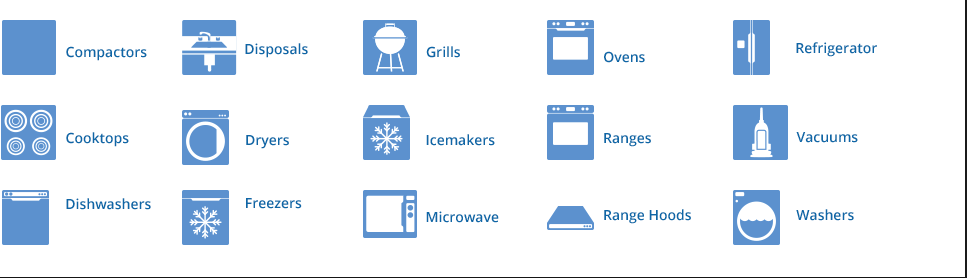 Compactors
Disposals
Grills
Ovens
Refrigerator
Cooktops
Dryers
Icemakers
Ranges
Vacuums
Dishwashers
Freezers
Microwave
Range Hoods
Washers